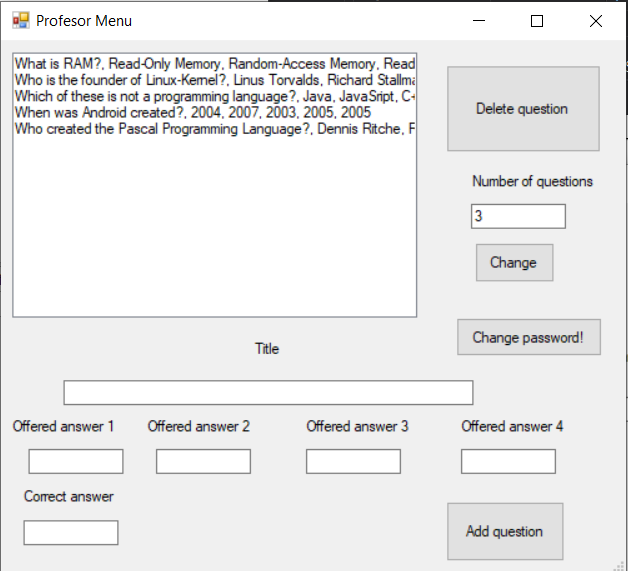 Profesor Menu
What is RAM?, Read-Only Memory, Random-Access Memory, Read
Who is the founder of Linux-Kernel?, Linus Torvalds, Richard Stallma
Which of these is not a programming language?, Java, JavaSript, C+
When was Android created?, 2004, 2007, 2003, 2005, 2005
Who created the Pascal Programming Language?, Dennis Ritche, F
Delete question
Number of questions
3
Change
Change password!
Title
Offered answer 1 Offered answer 2 Offered answer 3 Offered answer 4
Correct answer
Add question